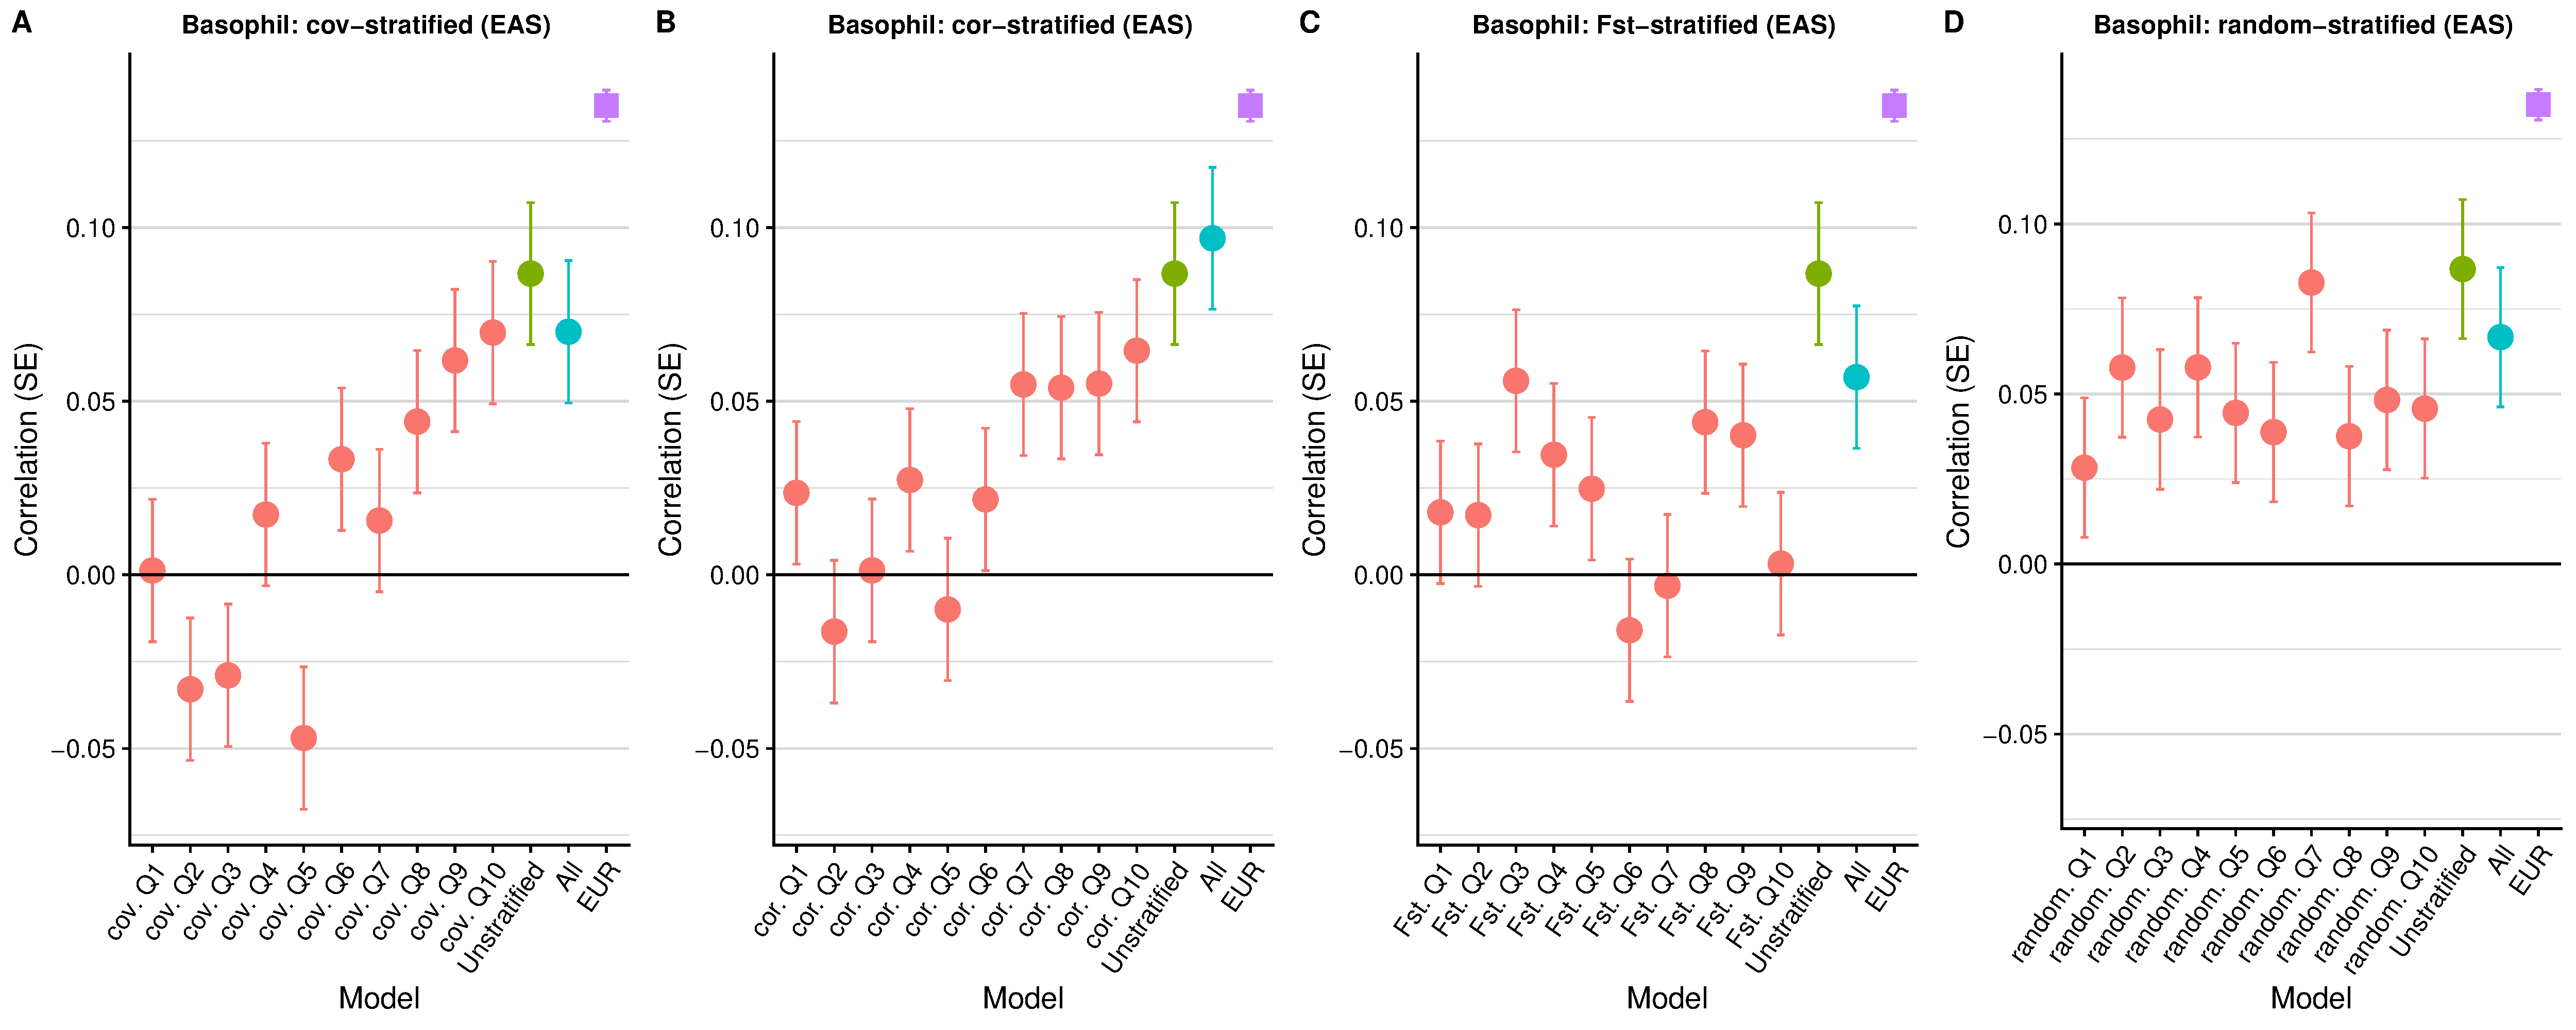 A
Basophil: cov−stratified (EAS)
Correlation (SE)
0.10
0.05
0.00
−0.05
cov. Q1
cov. Q2
cov. Q3
cov. Q4
cov. Q5
cov. Q6
cov. Q7
cov. Q8
cov. Q9
cov. Q10
Unstratified
All
EUR
Model
B
Basophil: cor−stratified (EAS)
Correlation (SE)
0.10
0.05
0.00
−0.05
cor. Q1
cor. Q2
cor. Q3
cor. Q4
cor. Q5
cor. Q6
cor. Q7
cor. Q8
cor. Q9
cor. Q10
Unstratified
All
EUR
Model
C
Basophil: Fst−stratified (EAS)
Correlation (SE)
0.10
0.05
0.00
−0.05
Fst. Q1
Fst. Q2
Fst. Q3
Fst. Q4
Fst. Q5
Fst. Q6
Fst. Q7
Fst. Q8
Fst. Q9
Fst. Q10
Unstratified
All
EUR
Model
D
Basophil: random−stratified (EAS)
Correlation (SE)
0.10
0.05
0.00
−0.05
random. Q1
random. Q2
random. Q3
random. Q4
random. Q5
random. Q6
random. Q7
random. Q8
random. Q9
random. Q10
Unstratified
All
EUR
Model